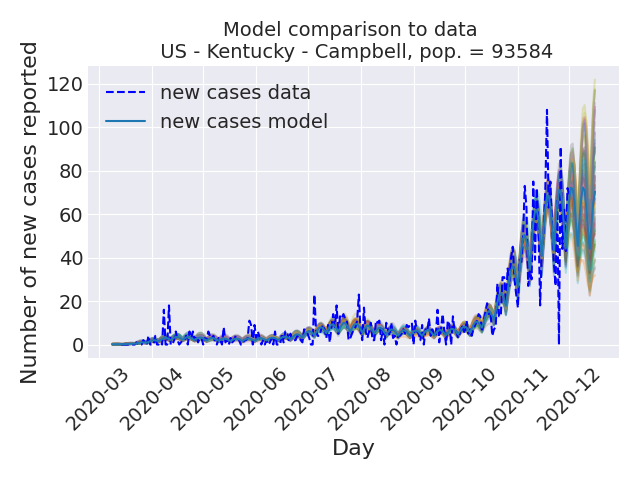 Model comparison to data
US - Kentucky - Campbell, pop. = 93584
Number of new cases reported
120
100
80
60
40
20
0
new cases data
new cases model
2020-03
2020-04
2020-05
2020-06
2020-07
2020-08
2020-09
2020-10
2020-11
2020-12
Day